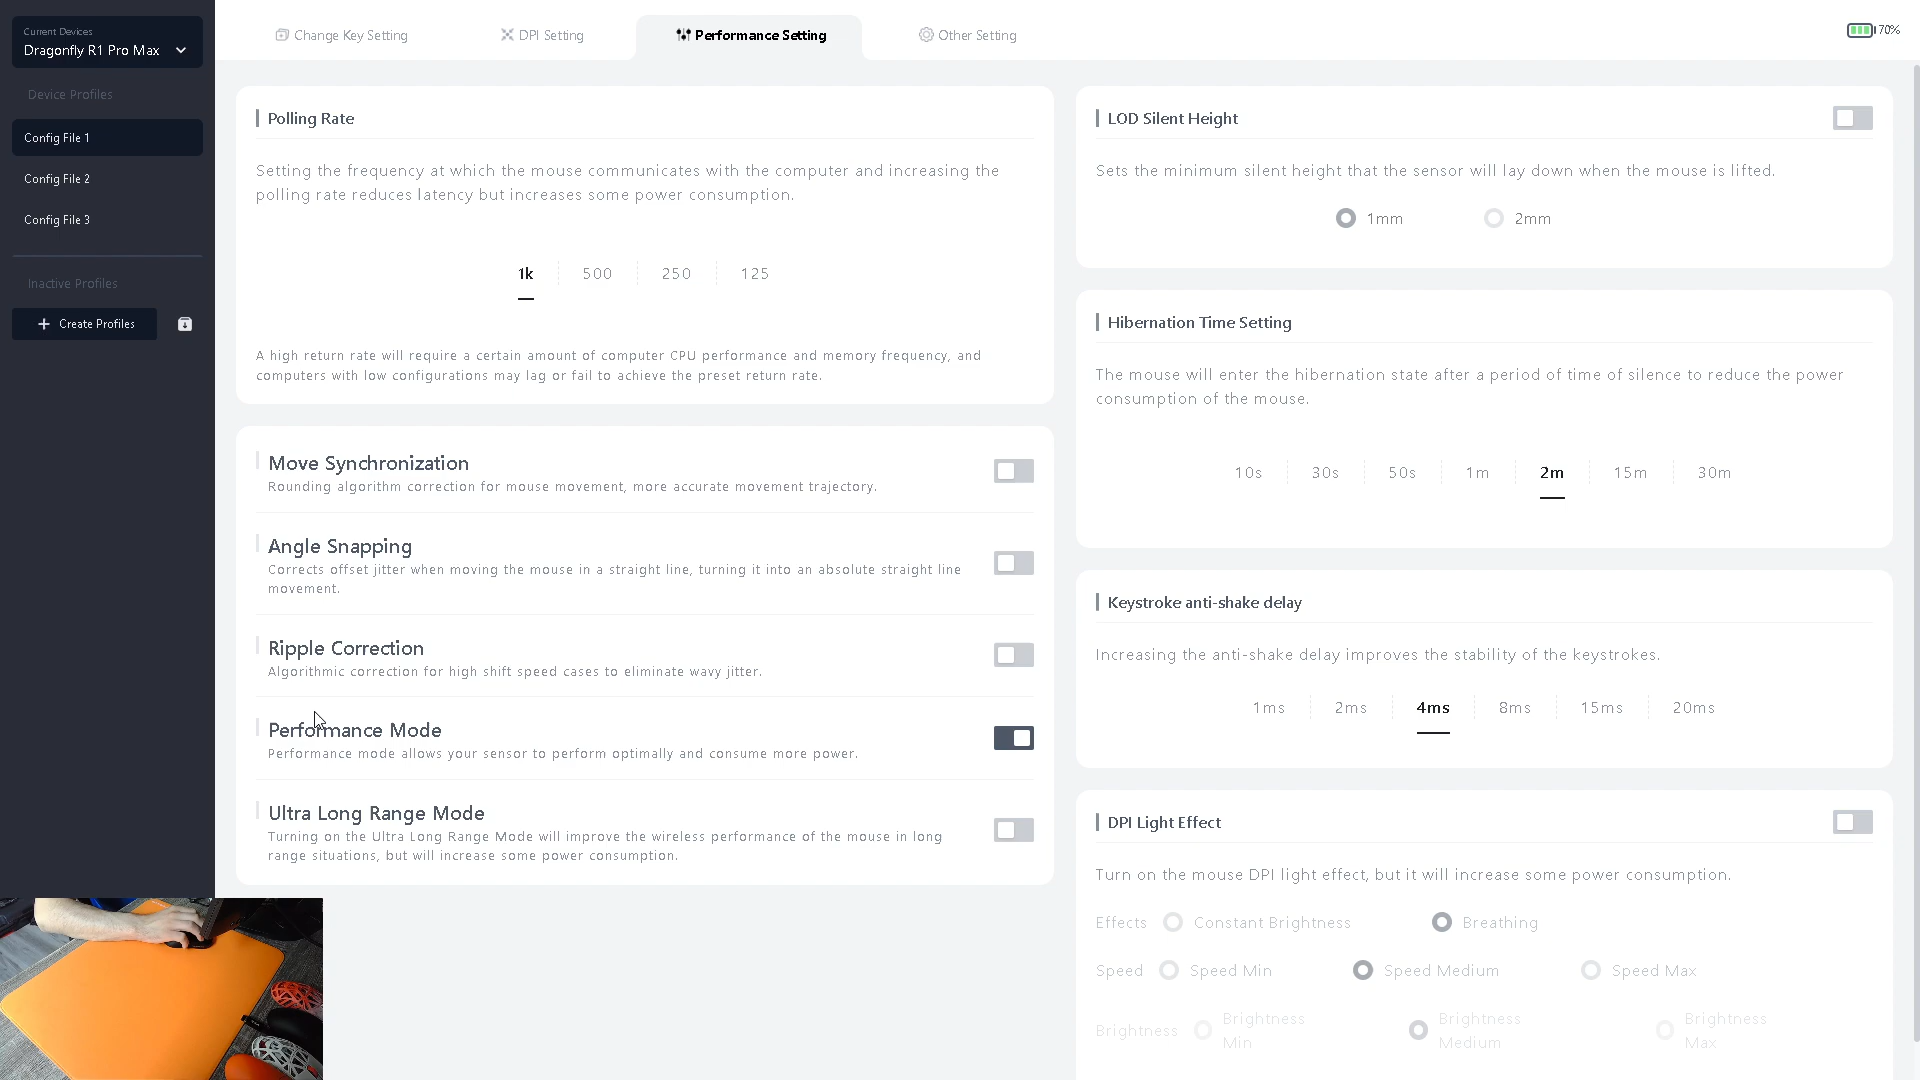 Current Devices
Dragonfly R1 Pro Max
Device Profiles
Config File 1
Config File 2
Config File 3
Inactive Profiles
Create Profiles
Change Key Setting
DPI Setting
Performance Setting
Other Setting
70%
Polling Rate
Setting the frequency at which the mouse communicates with the computer and increasing the
polling rate reduces latency but increases some power consumption.
1k 500 250 125
A high return rate will require a certain amount of computer CPU performance and memory frequency, and
computers with low configurations may lag or fail to achieve the preset return rate.
Move Synchronization
Rounding algorithm correction for mouse movement, more accurate movement trajectory.
Angle Snapping
Corrects offset jitter when moving the mouse in a straight line, turning it into an absolute straight line
movement.
Ripple Correction
Algorithmic correction for high shift speed cases to eliminate wavy jitter.
Performance Mode
Performance mode allows your sensor to perform optimally and consume more power.
Ultra Long Range Mode
Turning on the Ultra Long Range Mode will improve the wireless performance of the mouse in long
range situations, but will increase some power consumption.
LOD Silent Height
Sets the minimum silent height that the sensor will lay down when the mouse is lifted.
1mm 2mm
Hibernation Time Setting
The mouse will enter the hibernation state after a period of time of silence to reduce the power
consumption of the mouse.
10s 30s 50s 1m 2m 15m 30m
Keystroke anti-shake delay
Increasing the anti-shake delay improves the stability of the keystrokes.
1ms 2ms 4ms 8ms 15ms 20ms
DPI Light Effect
Turn on the mouse DPI light effect, but it will increase some power consumption.
Effects Constant Brightness Breathing
Speed Speed Min Speed Medium Speed Max
Brightness Brightness Min Brightness Medium Brightness Max